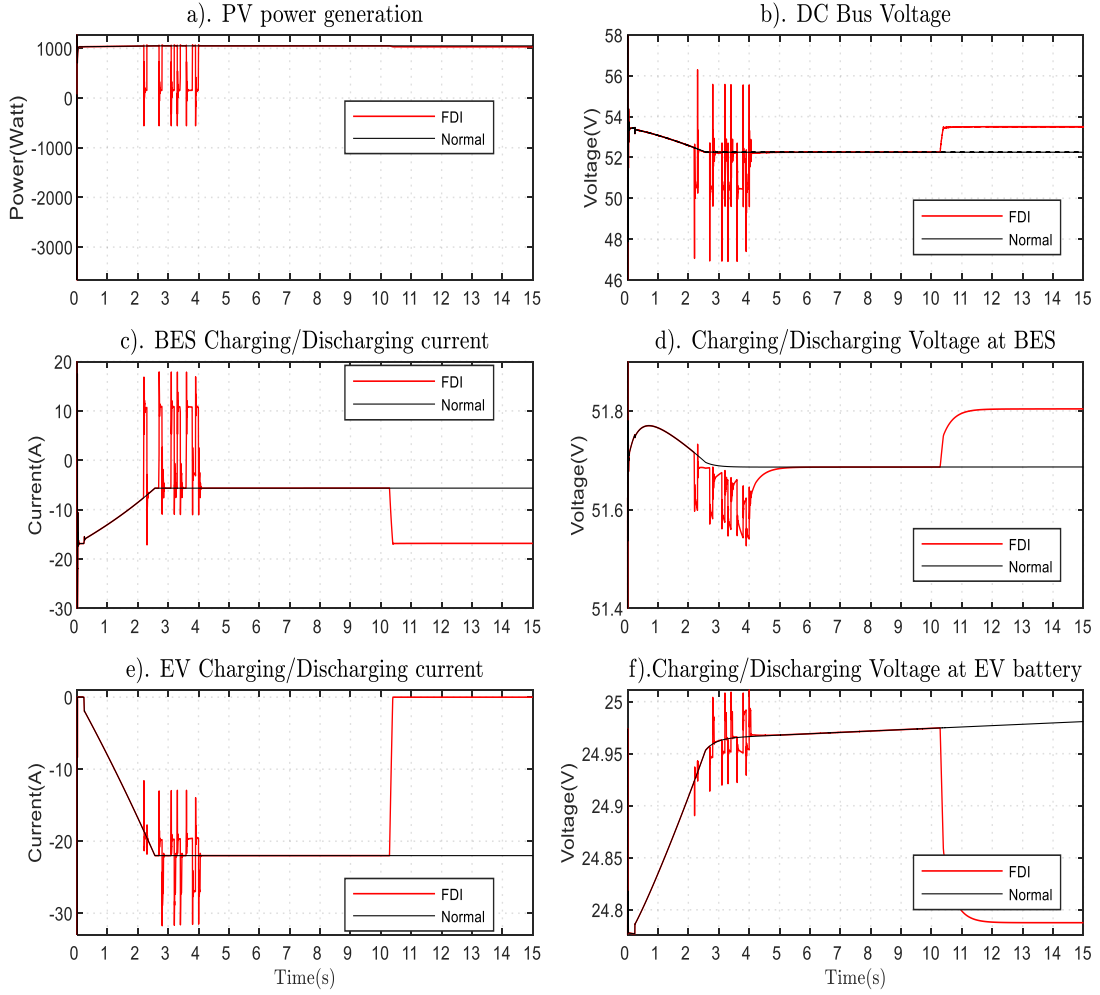 a). PV power generation
1000
0
-1000
-2000
-3000
Power(Watt)
FDI
Normal
0 1 2 3 4 5 6 7 8 9 10 11 12 13 14 15
b). DC Bus Voltage
58
56
54
52
50
48
46
Voltage(V)
FDI
Normal
0 1 2 3 4 5 6 7 8 9 10 11 12 13 14 15
c). BES Charging/Discharging current
20
10
0
-10
-20
-30
Current(A)
FDI
Normal
0 1 2 3 4 5 6 7 8 9 10 11 12 13 14 15
d). Charging/Discharging Voltage at BES
51.8
51.6
51.4
Voltage(V)
FDI
Normal
0 1 2 3 4 5 6 7 8 9 10 11 12 13 14 15
e). EV Charging/Discharging current
0
-10
-20
-30
Current(A)
FDI
Normal
0 1 2 3 4 5 6 7 8 9 10 11 12 13 14 15
Time(s)
f).Charging/Discharging Voltage at EV battery
25
24.95
24.9
24.85
24.8
Voltage(V)
FDI
Normal
0 1 2 3 4 5 6 7 8 9 10 11 12 13 14 15
Time(s)